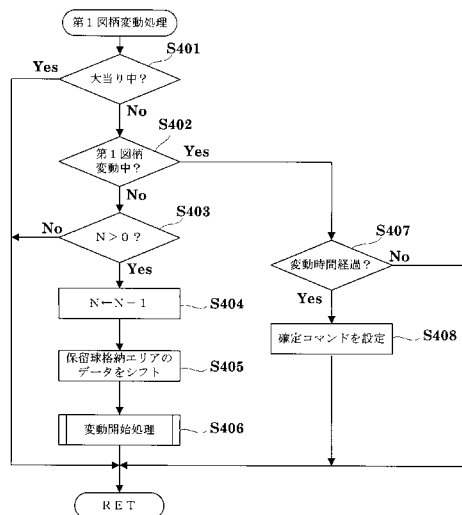 第1図柄変動処理
S401
Yes
大当り中?
No
S402
第1図柄
変動中?
Yes
No
S403
No
N>0?
Yes
S407
変動時間経過?
No
Yes
N←N-1
S404
確定コマンドを設定
S408
保留球格納エリアの
データをシフト
S405
変動開始処理
S406
RET